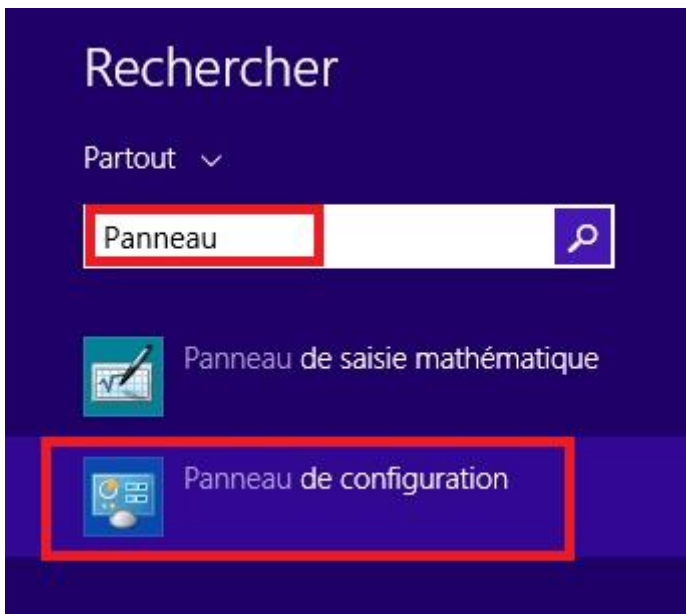 Rechercher
Partout
Panneau
Panneau de saisie mathématique
Panneau de configuration